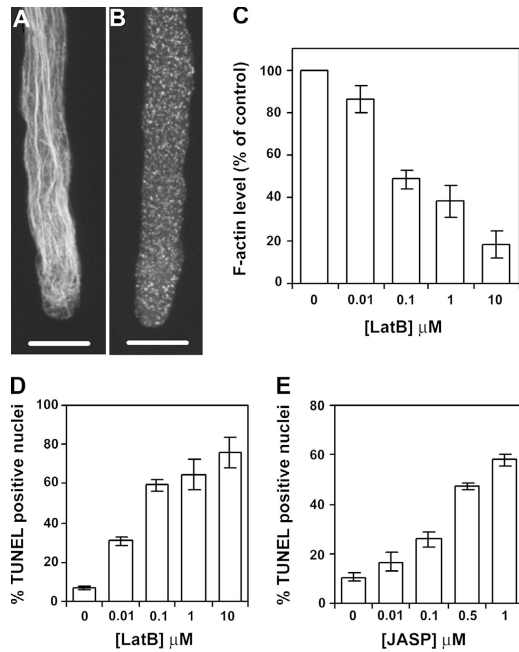 A
B
C
F-actin level (% of control)
100
80
60
40
20
0
0 0.01 0.1 1 10
[LatB] μM
D
% TUNEL positive nuclei
100
80
60
40
20
0
0 0.01 0.1 1 10
[LatB] μM
E
% TUNEL positive nuclei
80
60
40
20
0
0 0.01 0.1 0.5 1
[JASP] μM